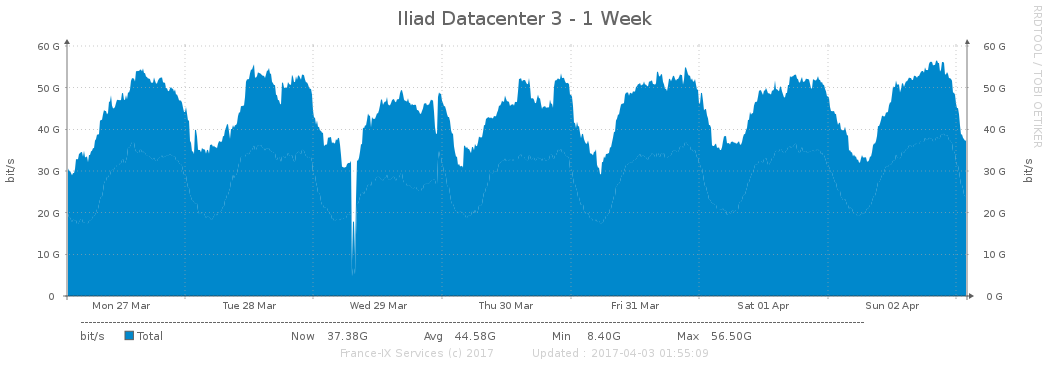 Iliad Datacenter 3 - 1 Week
RRDTOOL / TOBI OETIKER
60 G 60 G
50 G 50 G
40 G 40 G
30 G 30 G
20 G 20 G
10 G 10 G
0 0 G
bit/s
bit/s
Mon 27 Mar Tue 28 Mar Wed 29 Mar Thu 30 Mar Fri 31 Mar Sat 01 Apr Sun 02 Apr
bit/s Total Now 37.38G Avg 44.58G Min 8.40G Max 56.50G
France-IX Services (c) 2017 Updated : 2017-04-03 01:55:09